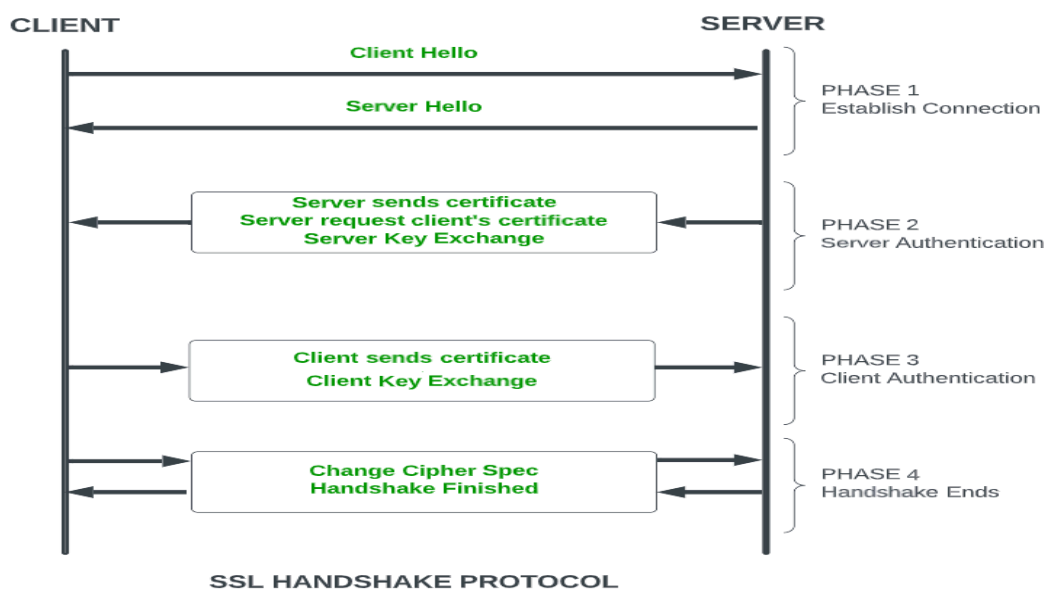 CLIENT
SERVER
Client Hello
Server Hello
PHASE 1
Establish Connection
Server sends certificate
Server request client's certificate
Server Key Exchange
PHASE 2
Server Authentication
Client sends certificate
Client Key Exchange
PHASE 3
Client Authentication
Change Cipher Spec
Handshake Finished
PHASE 4
Handshake Ends
SSL HANDSHAKE PROTOCOL